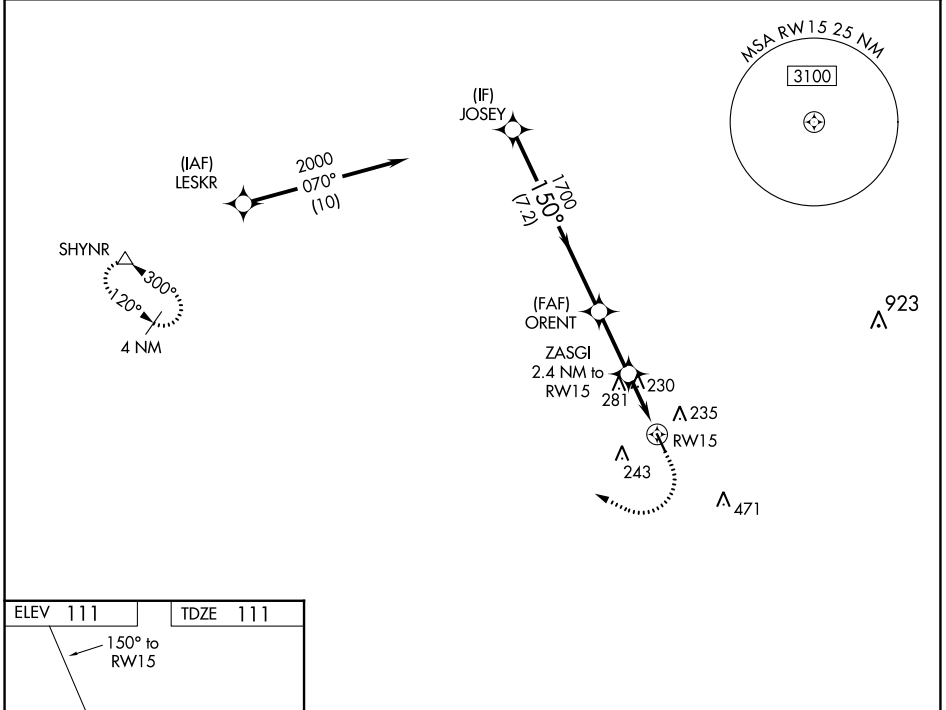 MSA RW15 25 NM
3100
(IF)
JOSEY
(IAF)
LESKR
2000
070°
(10)
1700
150°
(7.2)
SHYNR
300°
120°
4 NM
(FAF)
ORENT
923
ZASGI
2.4 NM to
RW15
281
230
235
RW15
243
471
ELEV 111
TDZE 111
150° to
RW15